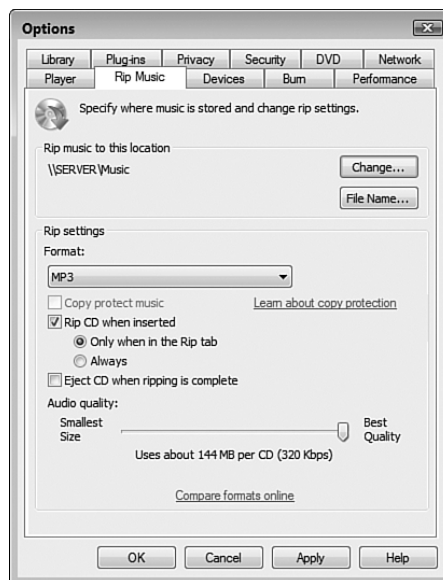 Options
Library Plug-ins Privacy Security DVD Network
Player Rip Music Devices Burn Performance
Specify where music is stored and change rip settings.
Rip music to this location
\\SERVER\Music
Change...
File Name...
Rip settings
Format:
MP3
Copy protect music Learn about copy protection
Rip CD when inserted
Only when in the Rip tab
Always
Eject CD when ripping is complete
Audio quality:
Smallest Size
Best Quality
Uses about 144 MB per CD (320 Kbps)
Compare formats online
OK Cancel Apply Help